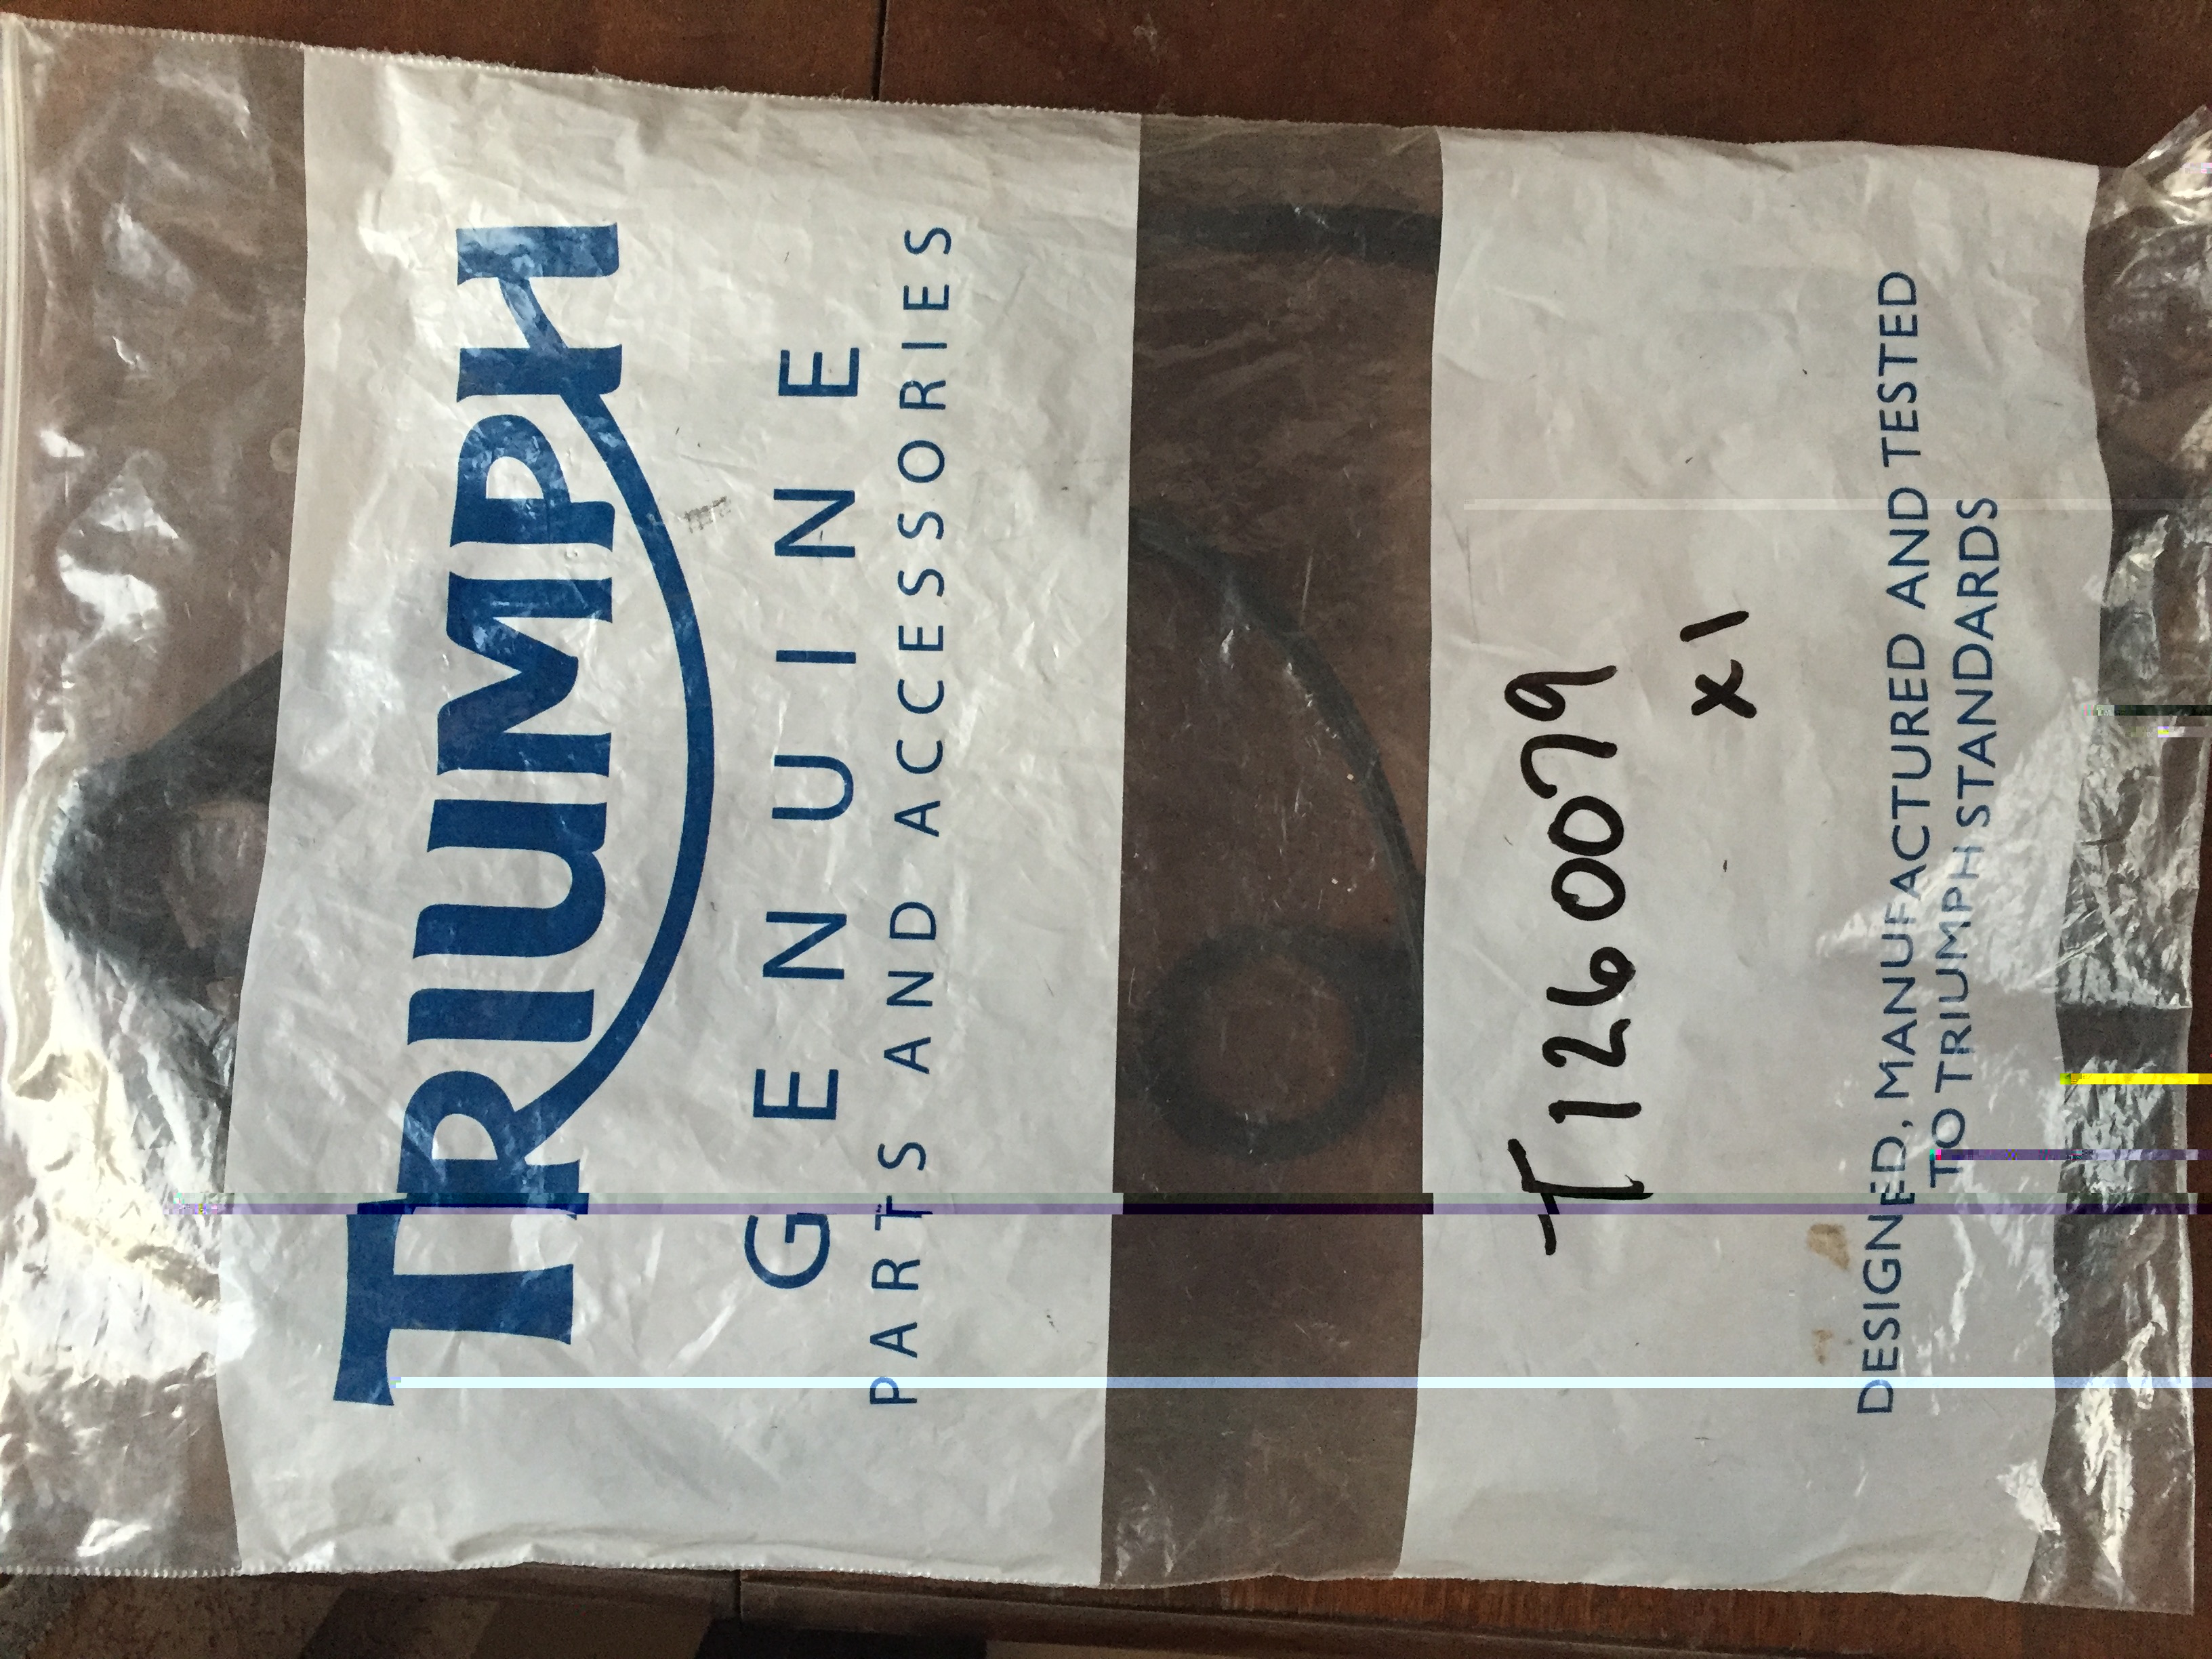 TRIUMPH
GENUINE
PARTS AND ACCESSORIES
T1260079
x1
DESIGNED, MANUFACTURED AND TESTED
TO TRIUMPH STANDARDS